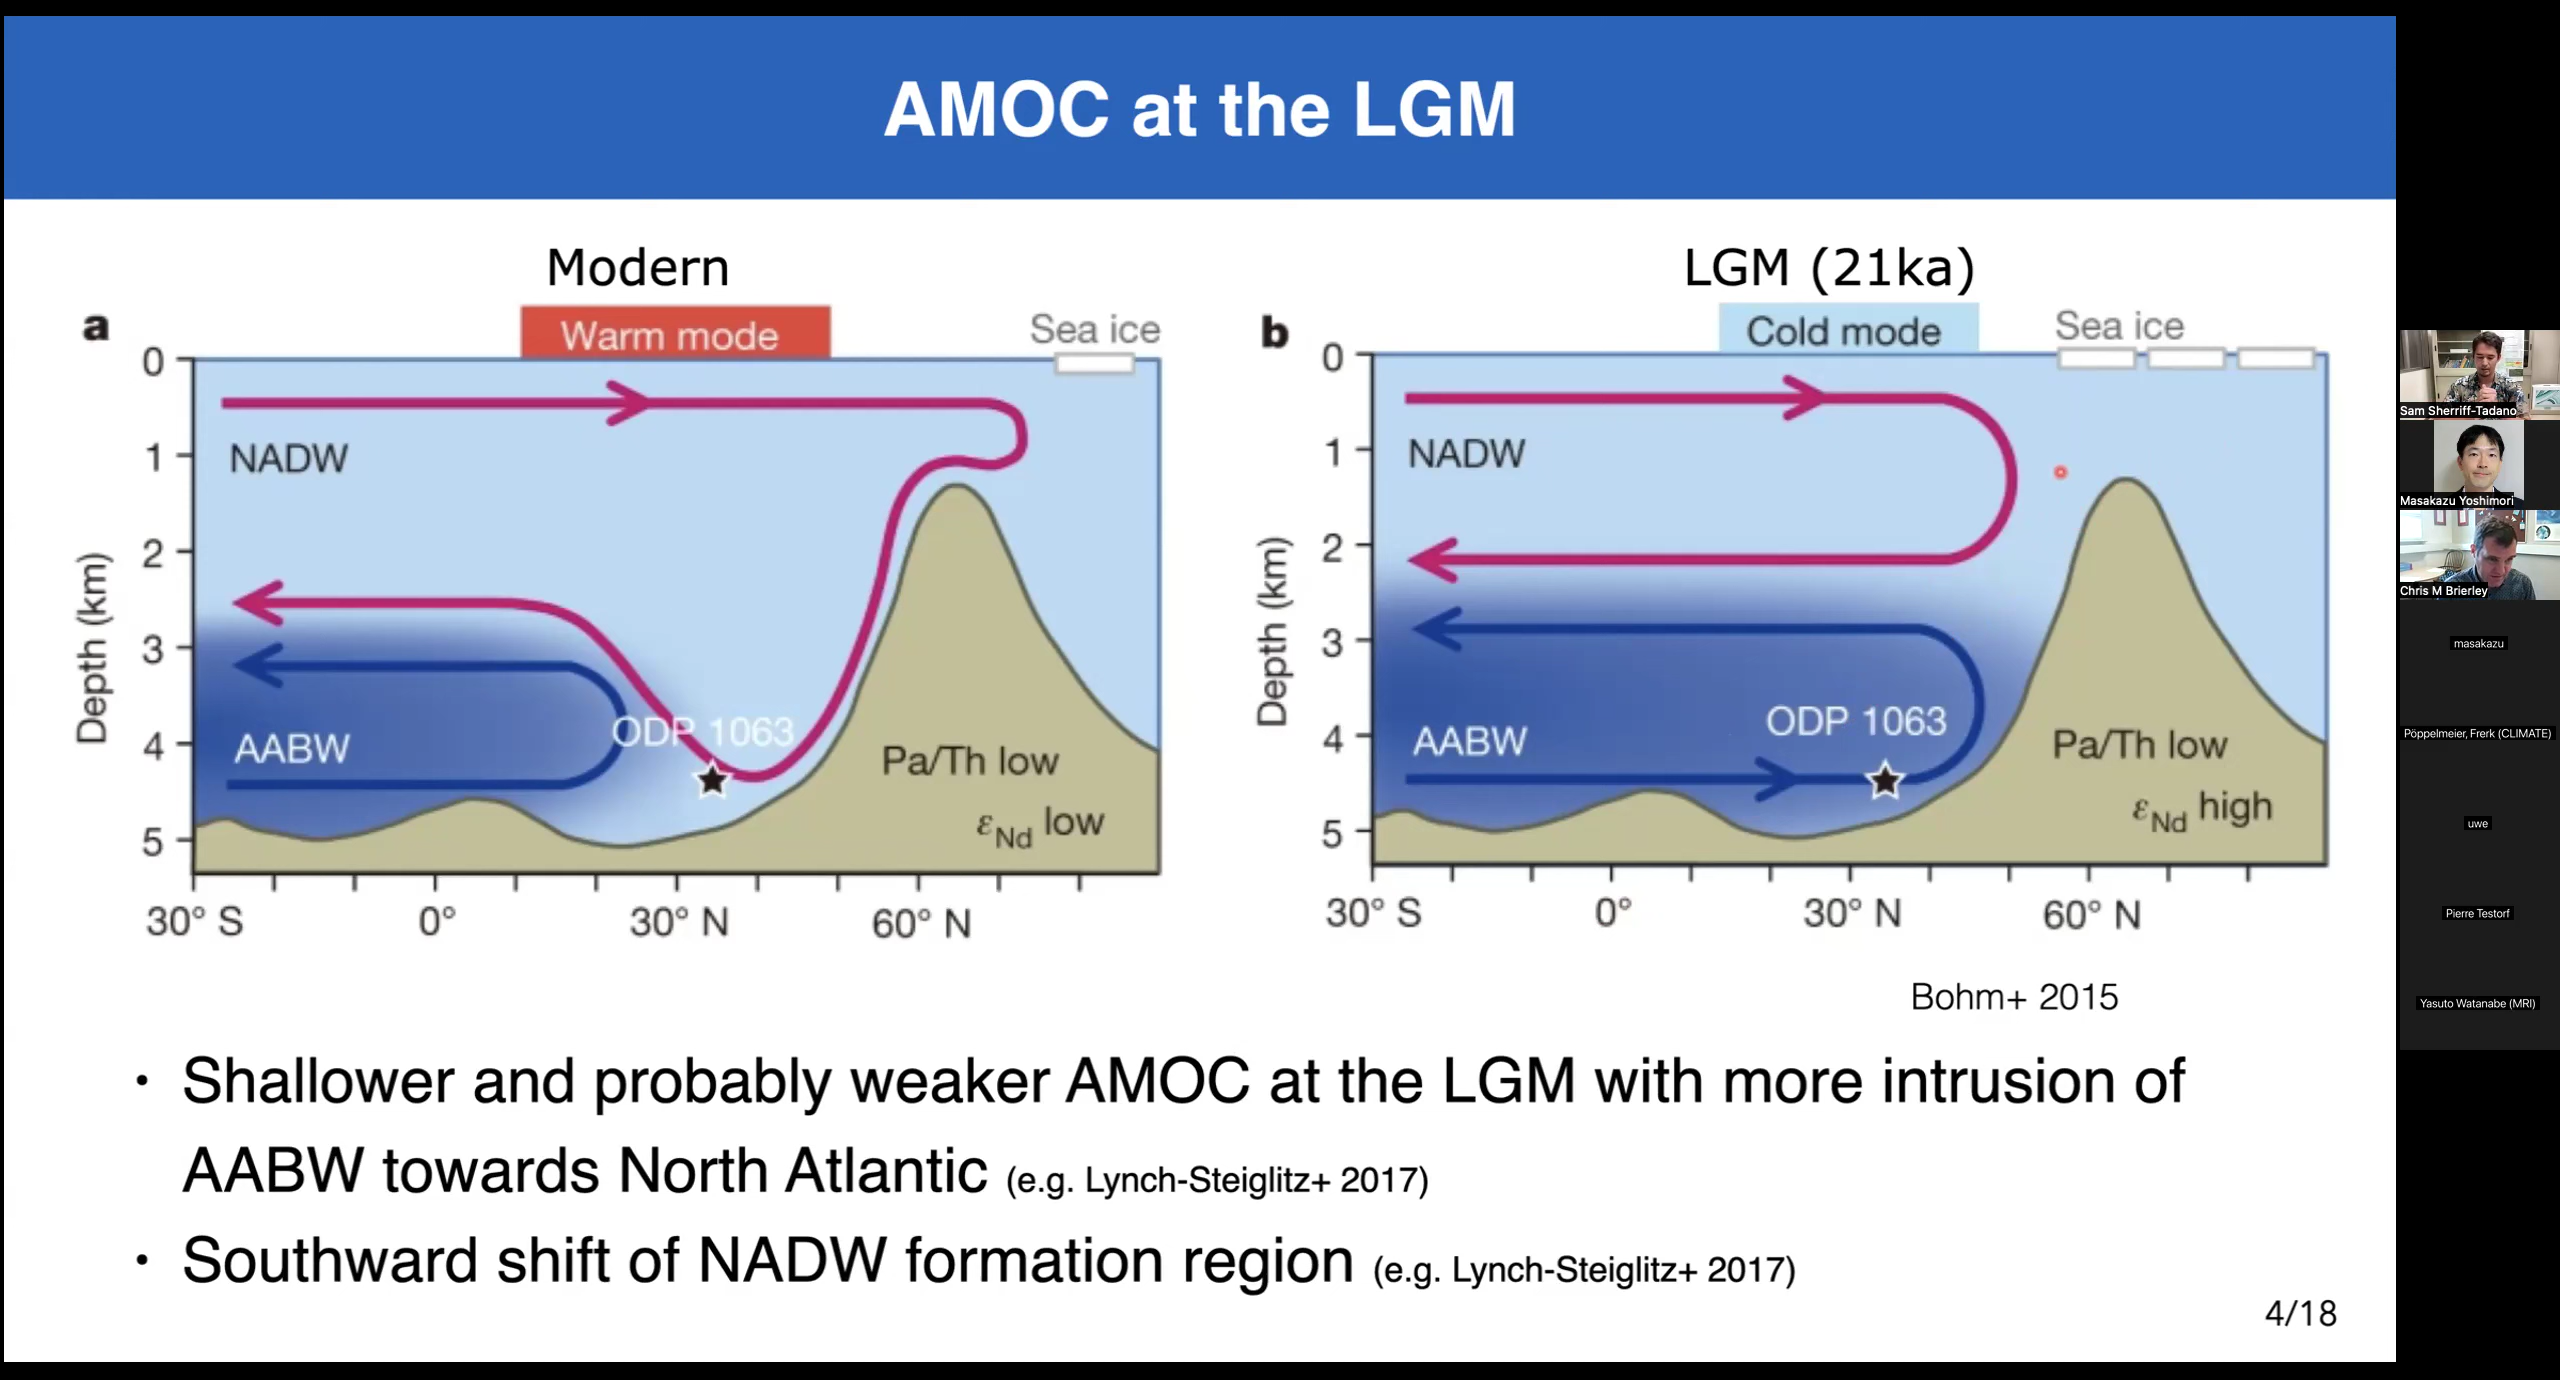 AMOC at the LGM
Modern
LGM (21ka)
a
Warm mode
Sea ice
0
1
2
3
4
5
Depth (km)
NADW
AABW
ODP 1063
Pa/Th low
εNd low
30° S
0°
30° N
60° N
b
Cold mode
Sea ice
0
1
2
3
4
5
Depth (km)
NADW
AABW
ODP 1063
Pa/Th low
εNd high
30° S
0°
30° N
60° N
Bohm+ 2015
· Shallower and probably weaker AMOC at the LGM with more intrusion of
AABW towards North Atlantic (e.g. Lynch-Steiglitz+ 2017)
· Southward shift of NADW formation region (e.g. Lynch-Steiglitz+ 2017)
4/18
Sam Sherriff-Tadano
Masakazu Yoshimori
Chris M Brierley
masakazu
Pöppelmeier, Frerk (CLIMATE)
uwe
Pierre Testorf
Yasuto Watanabe (MRI)